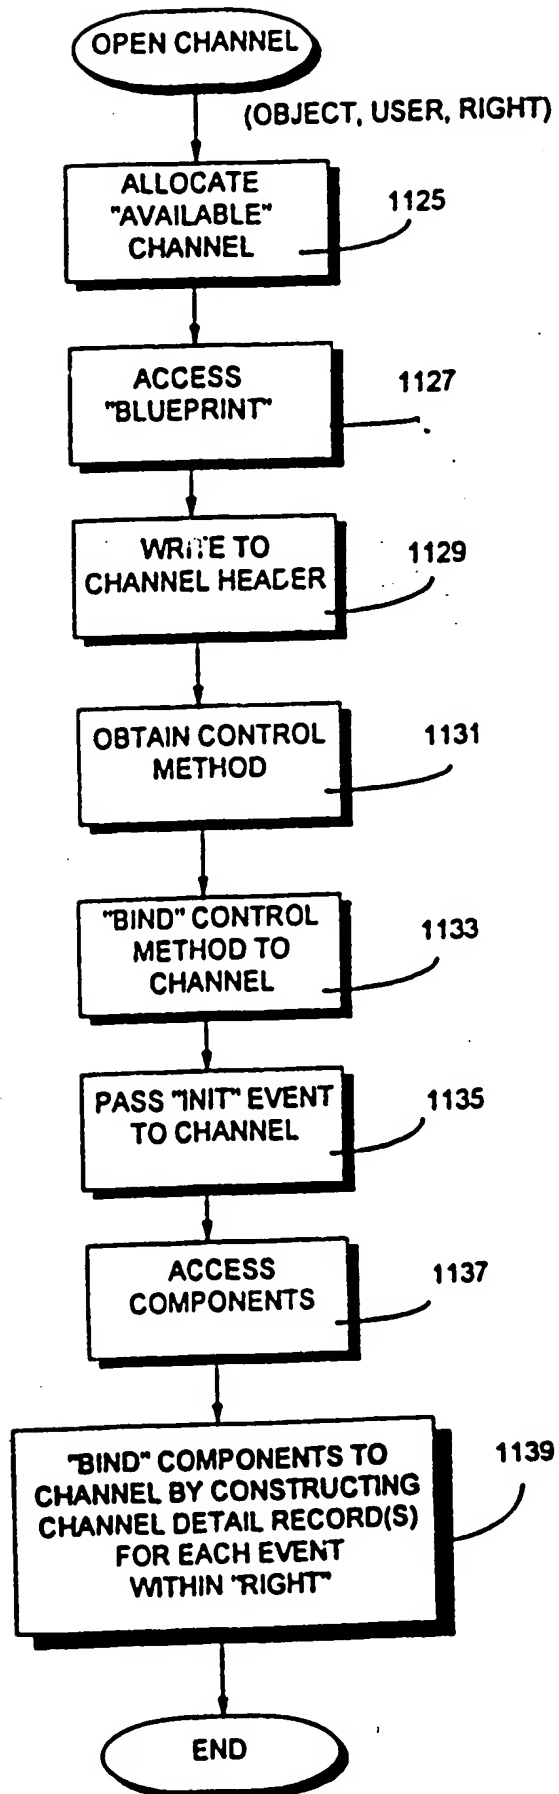 OPEN CHANNEL
(OBJECT, USER, RIGHT)
ALLOCATE
"AVAILABLE"
CHANNEL
1125
ACCESS
"BLUEPRINT"
1127
WRITE TO
CHANNEL HEADER
1129
OBTAIN CONTROL
METHOD
1131
"BIND" CONTROL
METHOD TO
CHANNEL
1133
PASS "INIT" EVENT
TO CHANNEL
1135
ACCESS
COMPONENTS
1137
"BIND" COMPONENTS TO
CHANNEL BY CONSTRUCTING
CHANNEL DETAIL RECORD(S)
FOR EACH EVENT
WITHIN "RIGHT"
1139
END